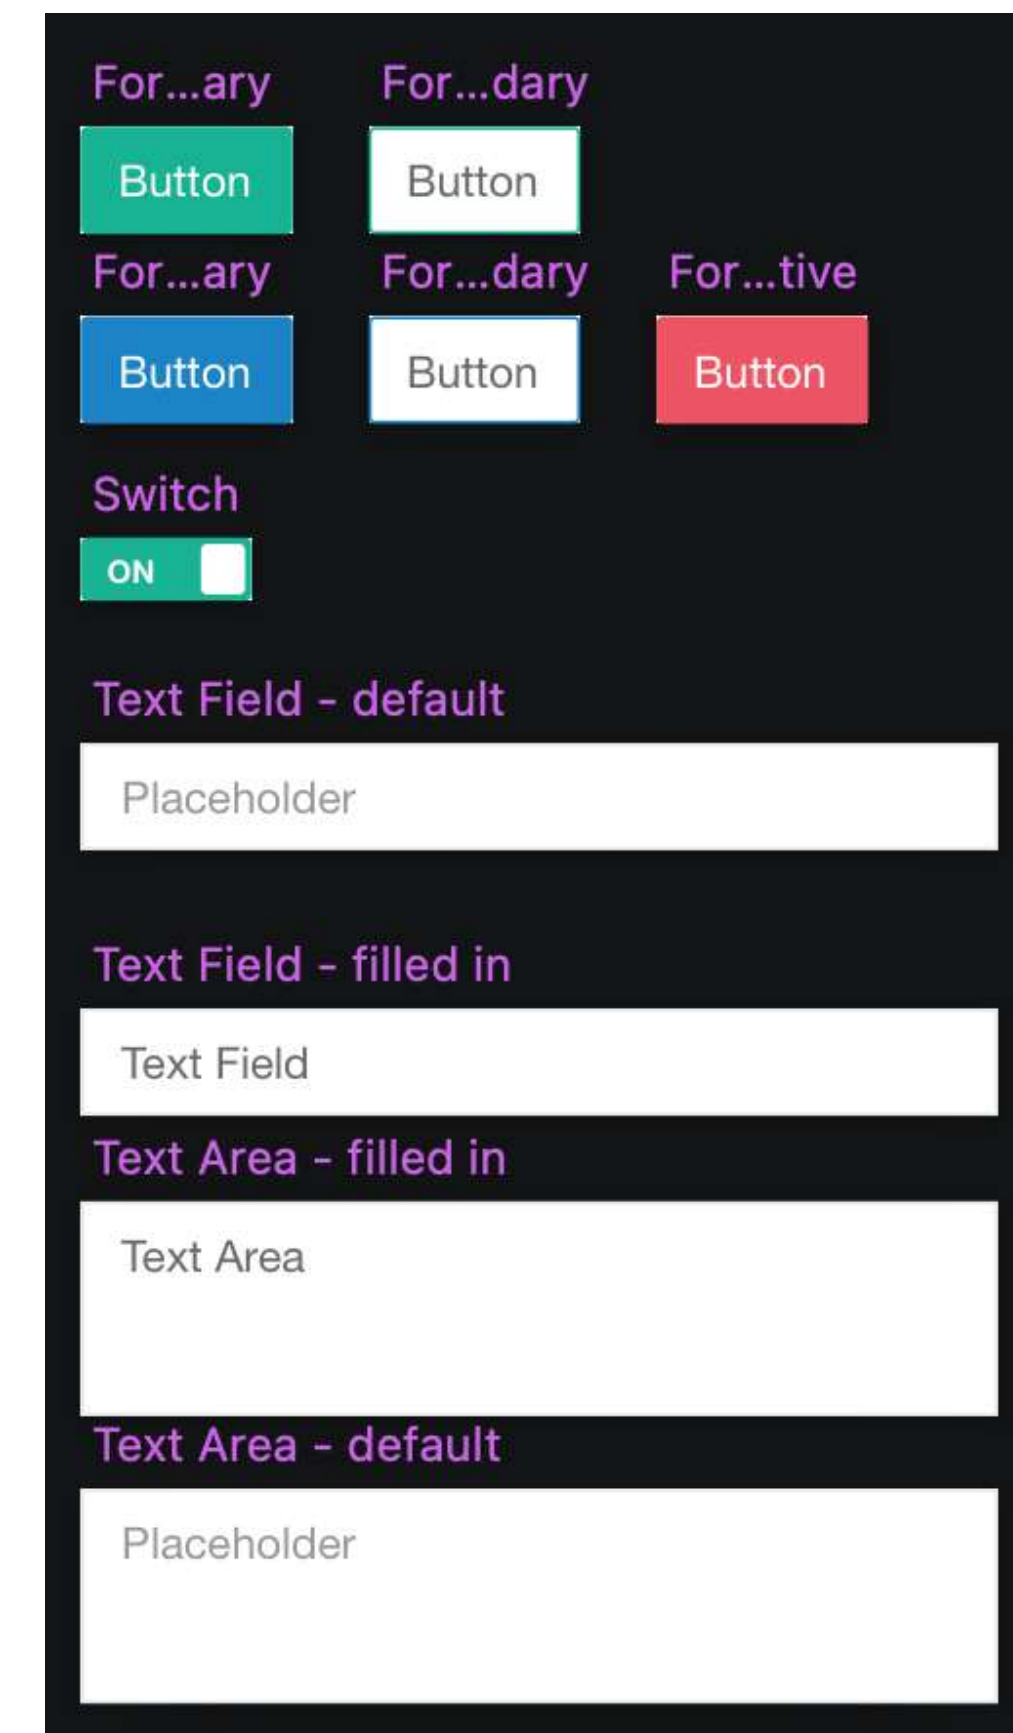 For...ary For...dary
Button Button
For...ary For...dary For...tive
Button Button Button
Switch
ON
Text Field - default
Placeholder
Text Field - filled in
Text Field
Text Area - filled in
Text Area
Text Area - default
Placeholder